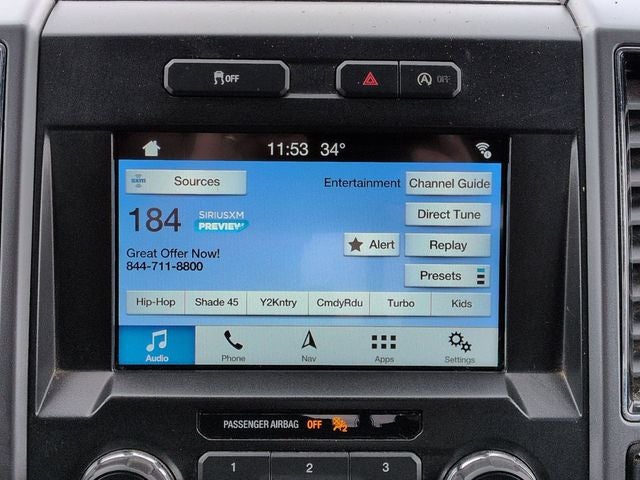 OFF
A OFF
11:53 34°
sxm Sources
Entertainment Channel Guide
184 SIRIUSXM
PREVIEW
Direct Tune
Alert Replay
Great Offer Now!
844-711-8800
Presets
Hip-Hop Shade 45 Y2Kntry CmdyRdu Turbo Kids
Audio Phone Nav Apps Settings
PASSENGER AIRBAG OFF 2
1 2 3